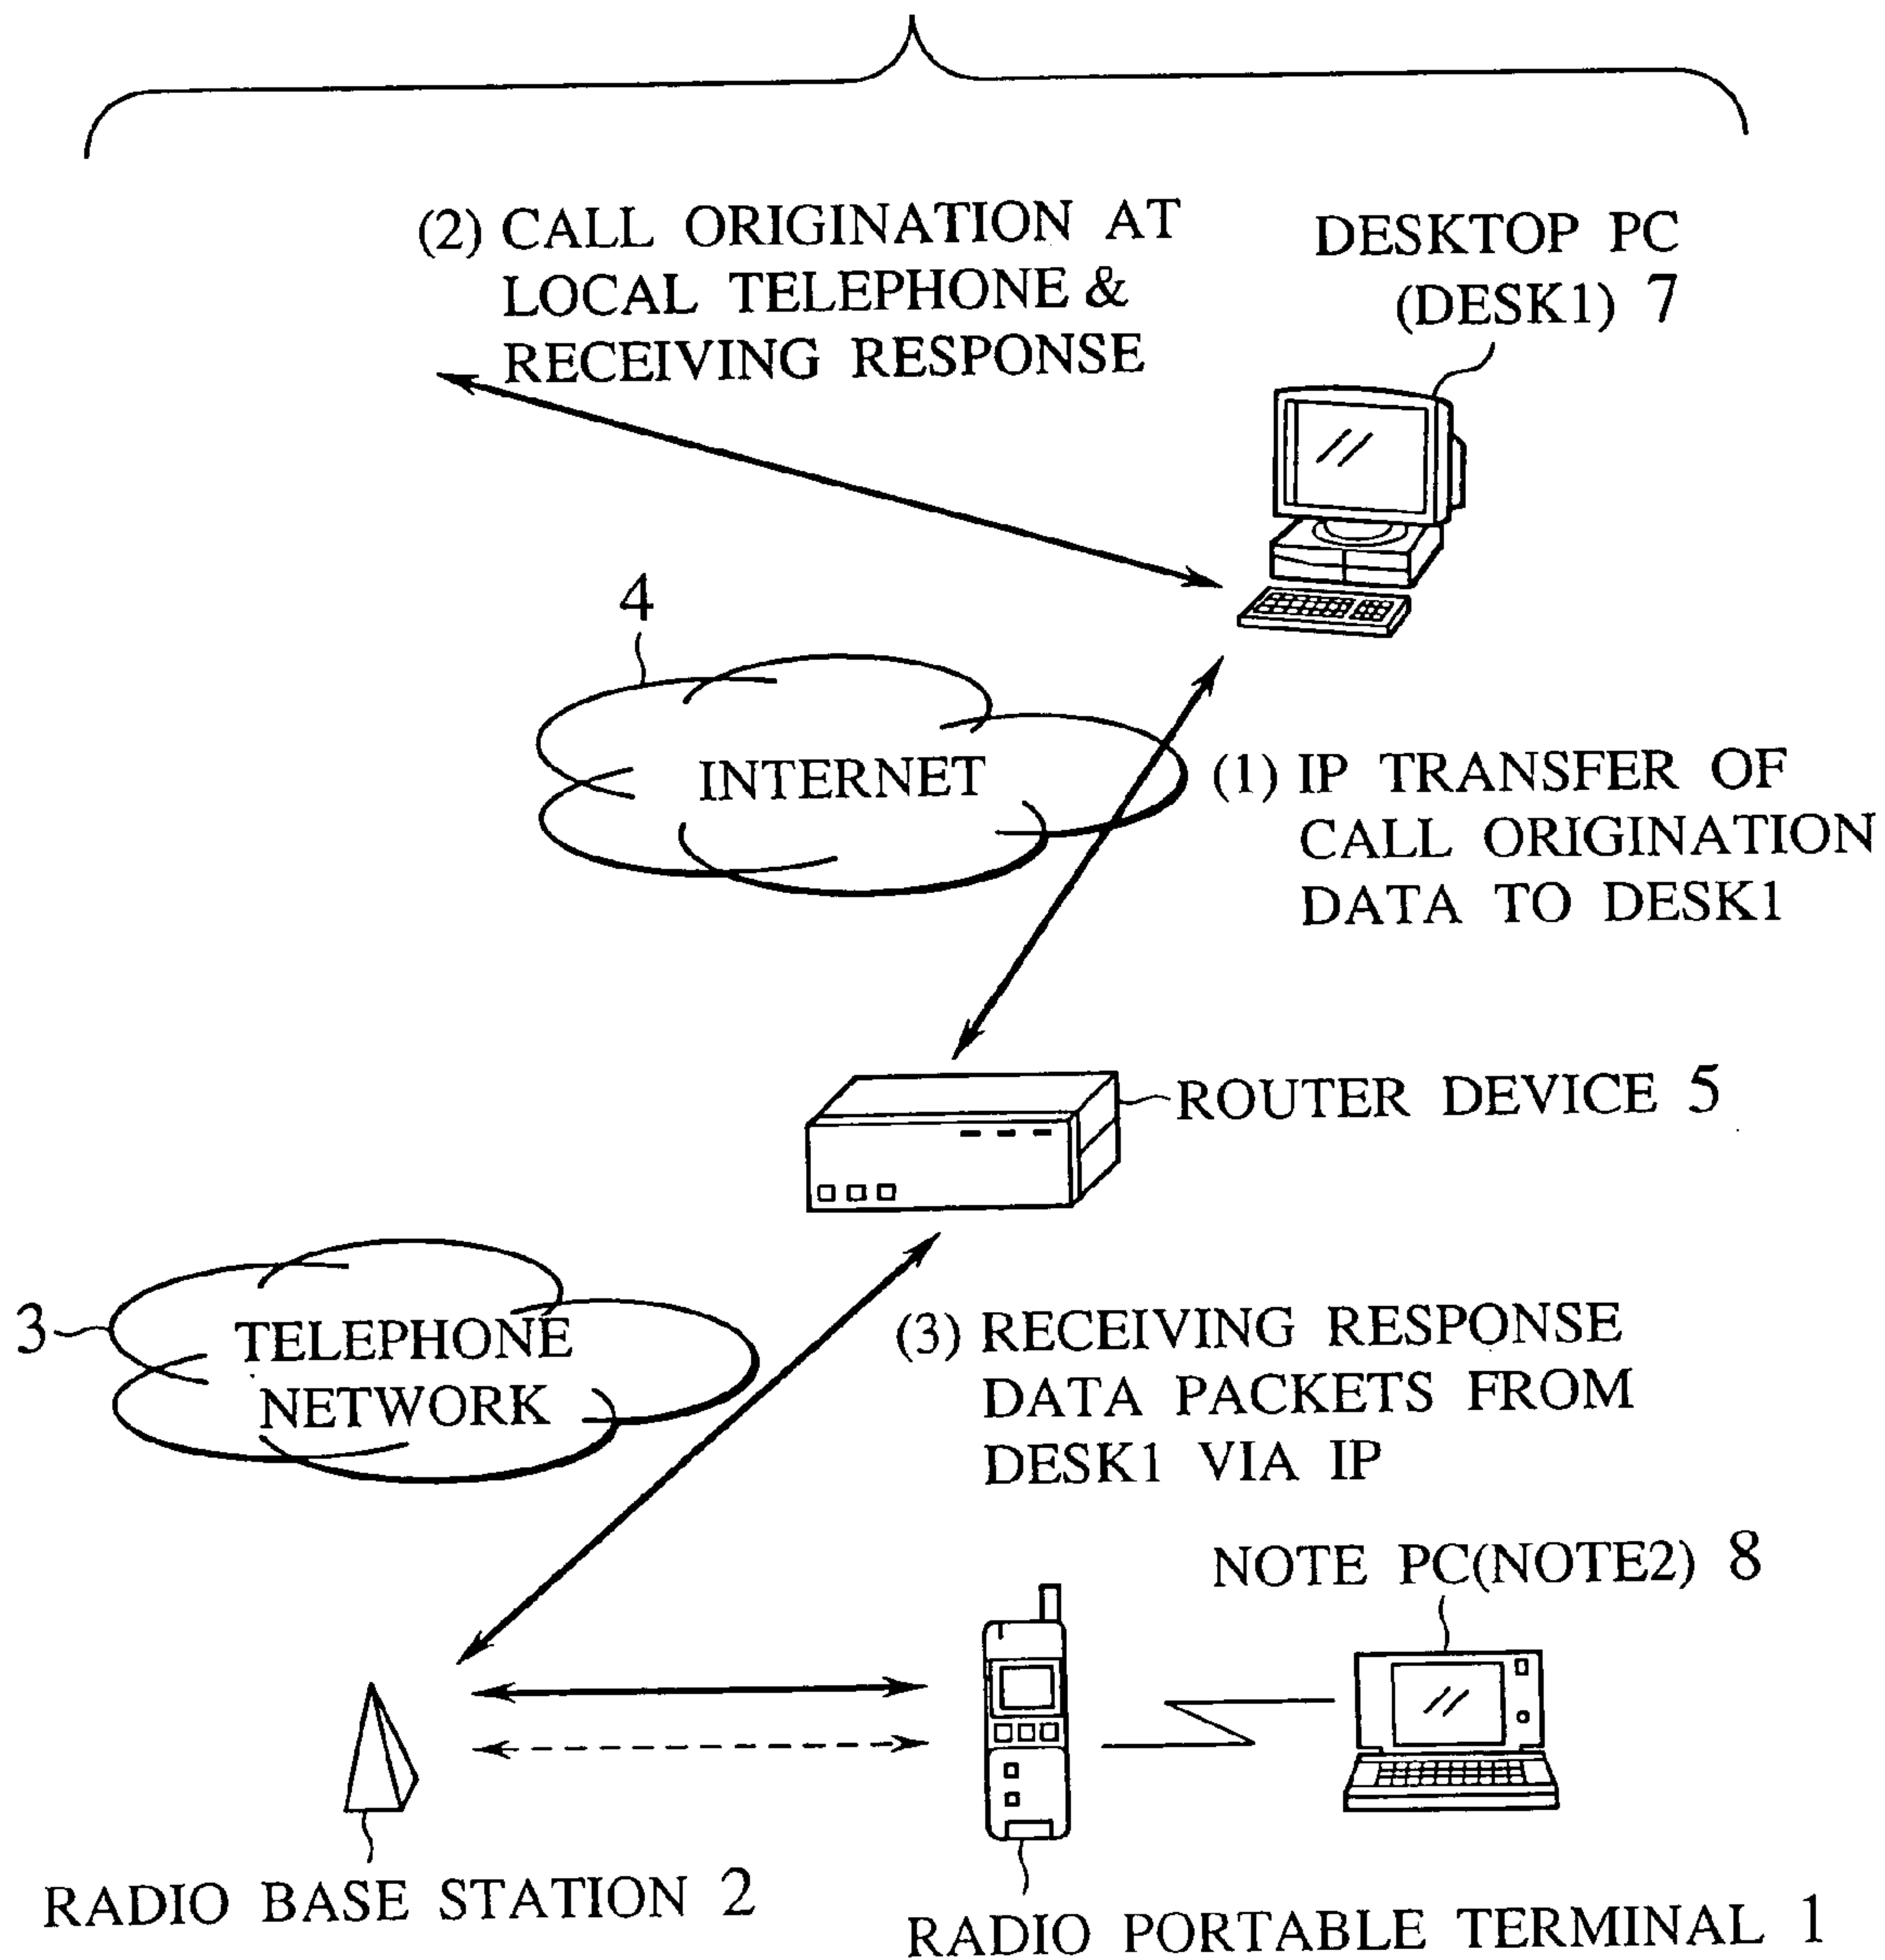 (2) CALL ORIGINATION AT
LOCAL TELEPHONE &
RECEIVING RESPONSE
DESKTOP PC
(DESK1) 7
4
INTERNET
(1) IP TRANSFER OF
CALL ORIGINATION
DATA TO DESK1
ROUTER DEVICE 5
3
TELEPHONE
NETWORK
(3) RECEIVING RESPONSE
DATA PACKETS FROM
DESK1 VIA IP
NOTE PC(NOTE2) 8
RADIO BASE STATION 2
RADIO PORTABLE TERMINAL 1